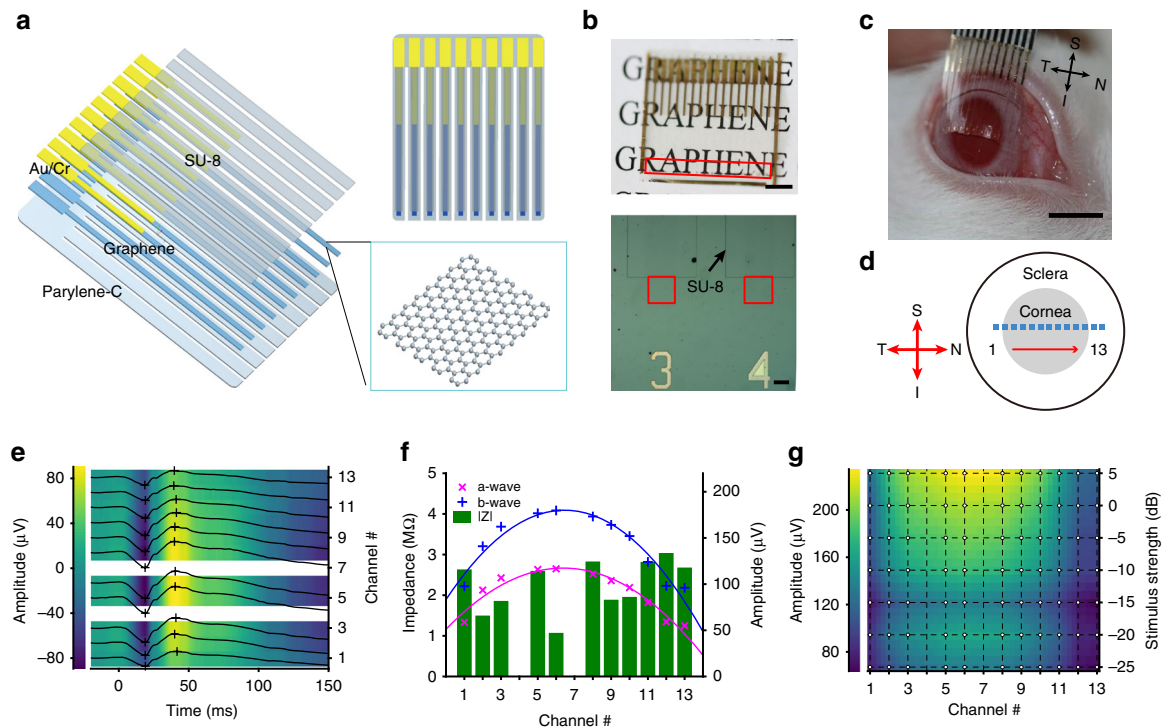 a
Au/Cr
SU-8
Graphene
Parylene-C
b
GRAPHENE
GRAPHENE
GRAPHENE
SU-8
3 4
c
S
T N
I
d
S
T N
I
Sclera
Cornea
1 13
e
Amplitude (µV)
80
40
0
−40
−80
13
11
9
7
5
3
1
Channel #
0 50 100 150
Time (ms)
f
Impedance (MΩ)
5
4
3
2
1
0
a-wave
b-wave
|Z|
200
150
100
50
0
Amplitude (µV)
1 3 5 7 9 11 13
Channel #
g
Amplitude (µV)
200
160
120
80
5
0
−5
−10
−15
−20
−25
Stimulus strength (dB)
1 3 5 7 9 11 13
Channel #